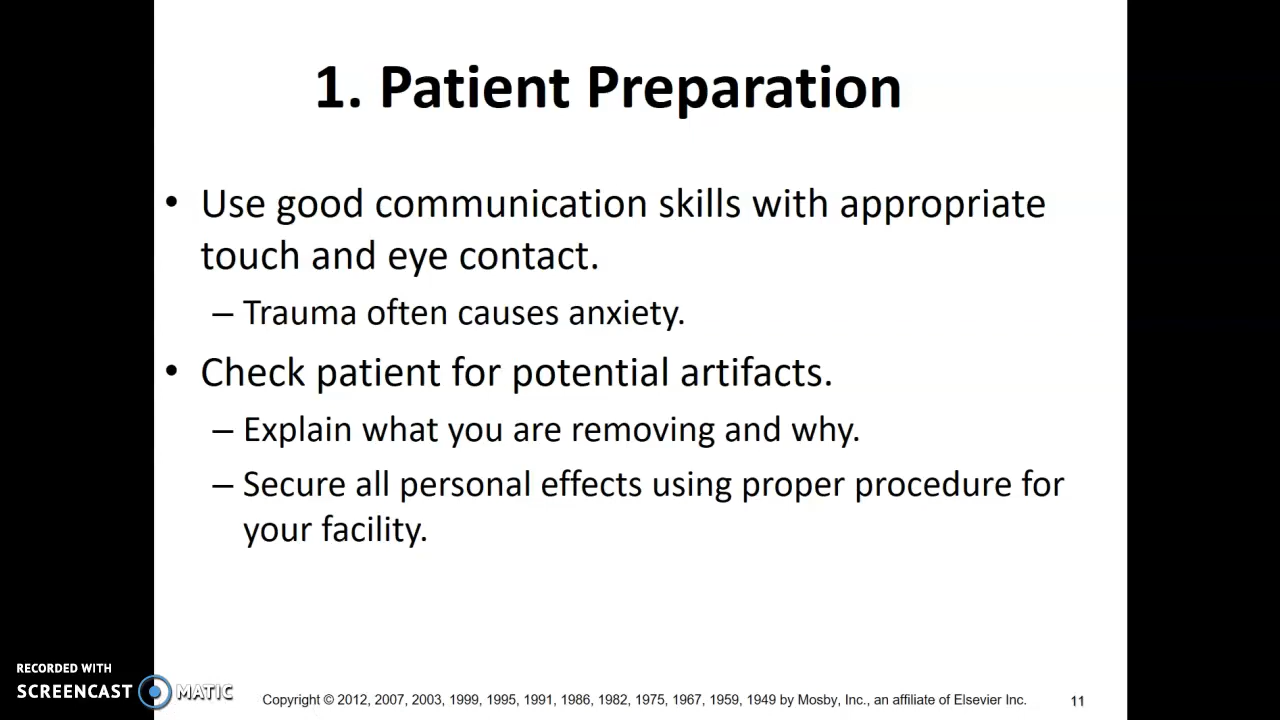 1. Patient Preparation
• Use good communication skills with appropriate
touch and eye contact.
– Trauma often causes anxiety.
• Check patient for potential artifacts.
– Explain what you are removing and why.
– Secure all personal effects using proper procedure for
your facility.
RECORDED WITH
SCREENCAST MATIC
Copyright © 2012, 2007, 2003, 1999, 1995, 1991, 1986, 1982, 1975, 1967, 1959, 1949 by Mosby, Inc., an affiliate of Elsevier Inc.
11